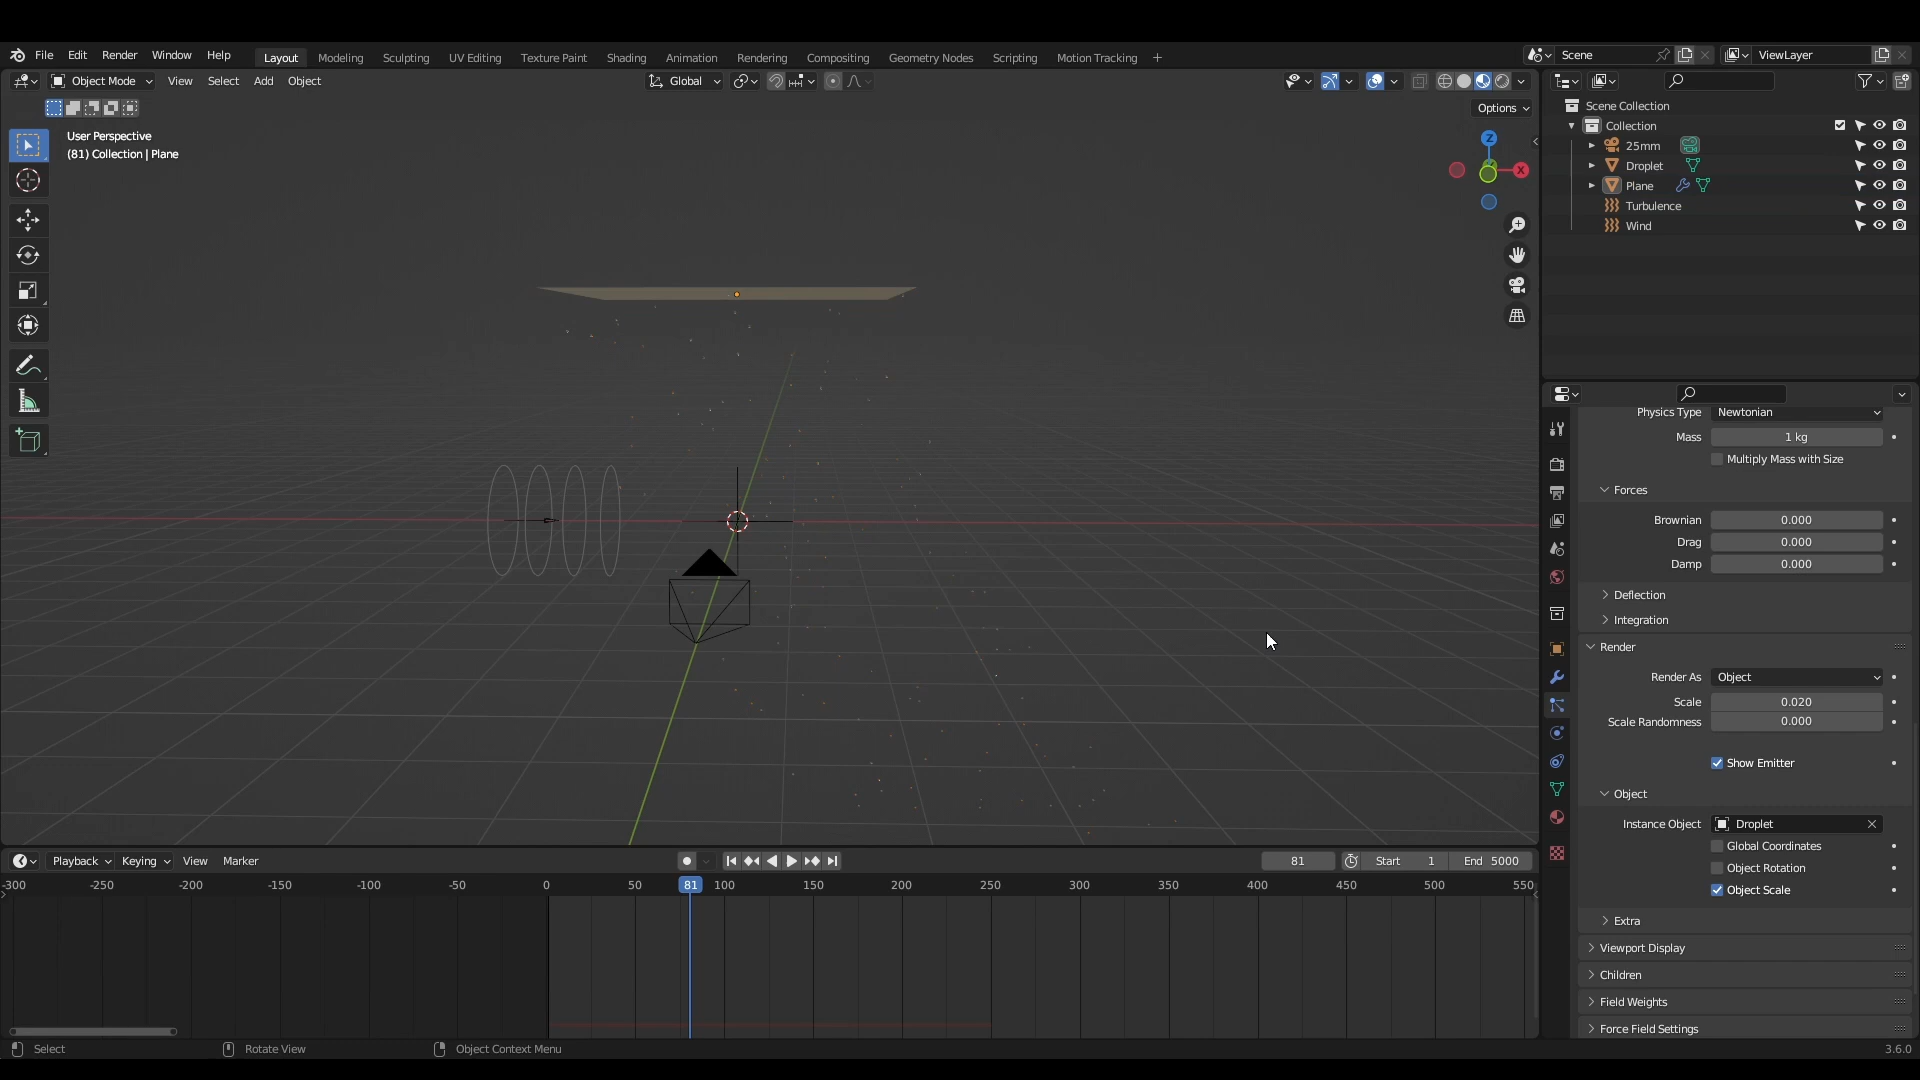 File Edit Render Window Help Layout Modeling Sculpting UV Editing Texture Paint Shading Animation Rendering Compositing Geometry Nodes Scripting Motion Tracking + Scene ViewLayer
Object Mode View Select Add Object Global
Options
User Perspective
(81) Collection | Plane
Z
X
Scene Collection
Collection
25mm
Droplet
Plane
Turbulence
Wind
Physics Type Newtonian
Mass 1 kg
Multiply Mass with Size
Forces
Brownian 0.000
Drag 0.000
Damp 0.000
Deflection
Integration
Render
Render As Object
Scale 0.020
Scale Randomness 0.000
Show Emitter
Object
Instance Object Droplet
Global Coordinates
Object Rotation
Object Scale
Extra
Viewport Display
Children
Field Weights
Force Field Settings
Playback Keying View Marker 81 Start 1 End 5000
-300 -250 -200 -150 -100 -50 0 50 81 100 150 200 250 300 350 400 450 500 550
Select Rotate View Object Context Menu 3.6.0